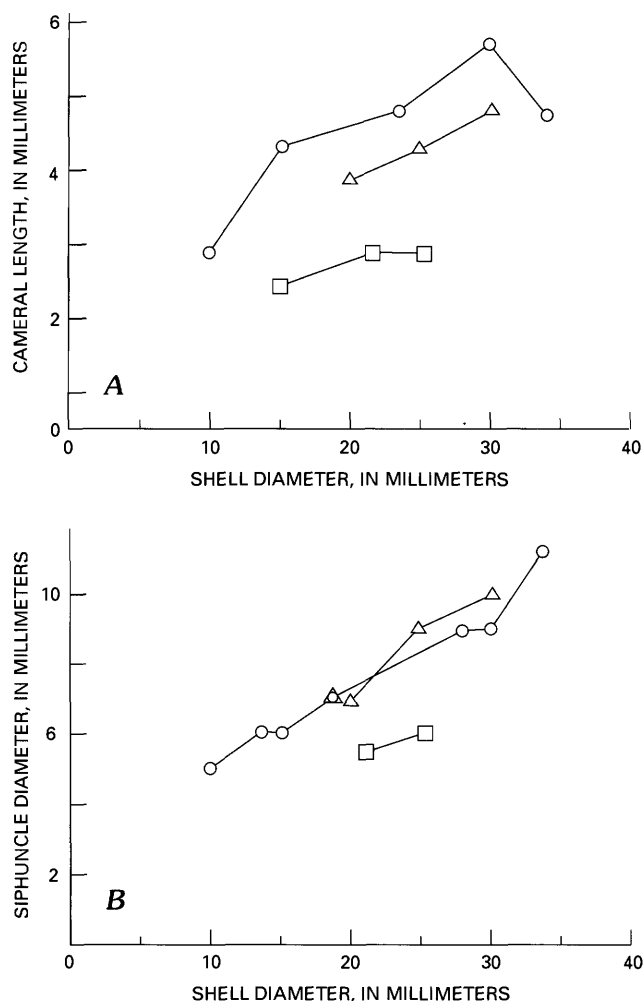 CAMERAL LENGTH, IN MILLIMETERS
6
4
2
0
A
0 10 20 30 40
SHELL DIAMETER, IN MILLIMETERS
SIPHUNCLE DIAMETER, IN MILLIMETERS
10
6
2
B
0 10 20 30 40
SHELL DIAMETER, IN MILLIMETERS